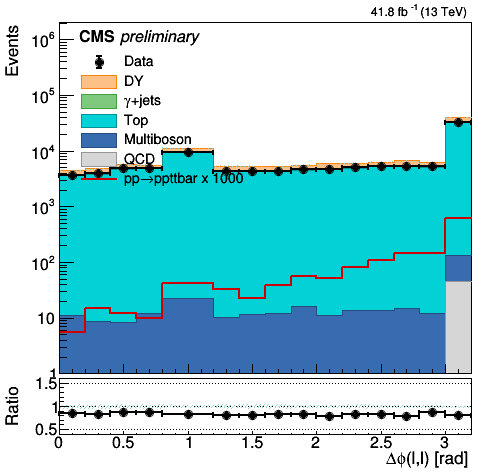 41.8 fb⁻¹ (13 TeV)
Events
CMS preliminary
Data
DY
γ+jets
Top
Multiboson
QCD
pp→ppttbar x 1000
10⁶
10⁵
10⁴
10³
10²
10
1
Ratio
1.5
1
0.5
0 0.5 1 1.5 2 2.5 3
Δφ(l,l) [rad]